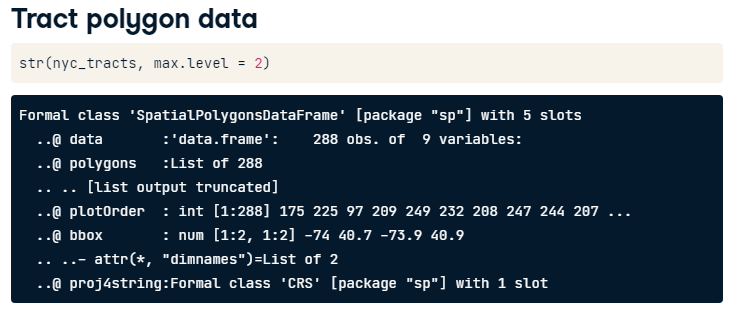 Tract polygon data
str(nyc_tracts, max.level = 2)
Formal class 'SpatialPolygonsDataFrame' [package "sp"] with 5 slots
  ..@ data       :'data.frame':    288 obs. of  9 variables:
  ..@ polygons   :List of 288
  .. .. [list output truncated]
  ..@ plotOrder  : int [1:288] 175 225 97 209 249 232 208 247 244 207 ...
  ..@ bbox       : num [1:2, 1:2] -74 40.7 -73.9 40.9
  .. ..- attr(*, "dimnames")=List of 2
  ..@ proj4string:Formal class 'CRS' [package "sp"] with 1 slot